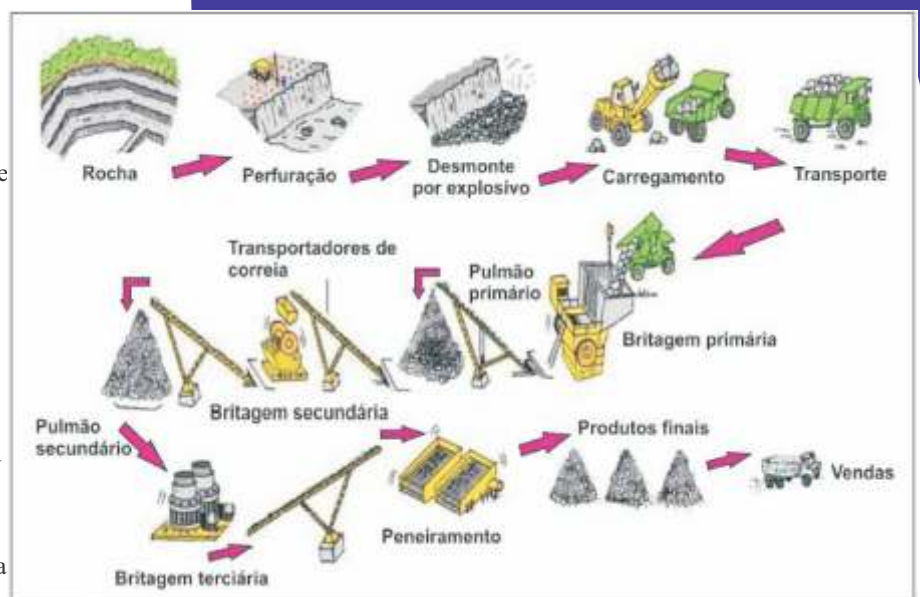 Rocha
Perfuração
Desmonte
por explosivo
Carregamento
Transporte
e
Transportadores de
correia
Pulmão
primário
Britagem primária
Britagem secundária
Pulmão
secundário
Produtos finais
Vendas
Peneiramento
Britagem terciária
a